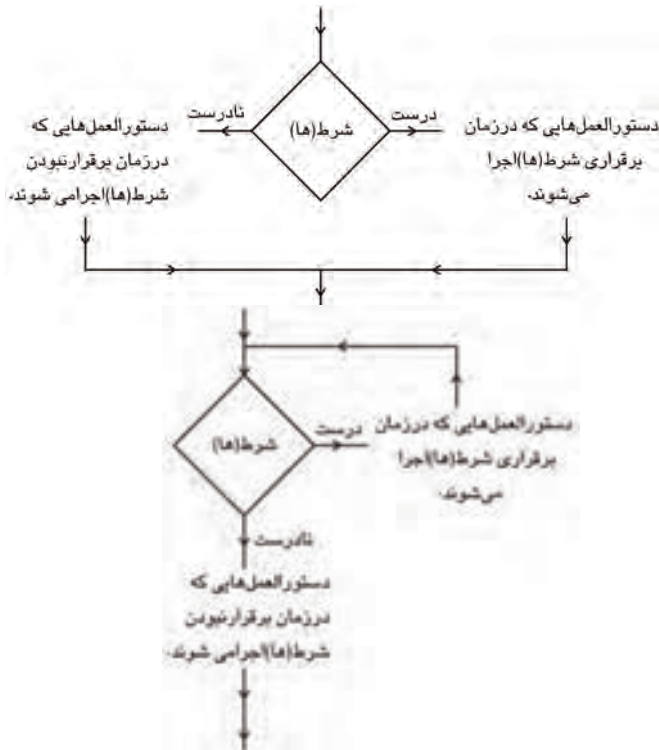 درست
شرط(ها)
نادرست
دستورالعمل‌هایی که درزمان
برقراری شرط(ها)اجرا
می‌شوند.
دستورالعمل‌هایی که
درزمان برقرارنبودن
شرط(ها)اجرامی شوند.
شرط(ها)
درست
دستورالعمل‌هایی که درزمان
برقراری شرط(ها)اجرا
می‌شوند.
نادرست
دستورالعمل‌هایی که
درزمان برقرارنبودن
شرط(ها)اجرامی شوند.